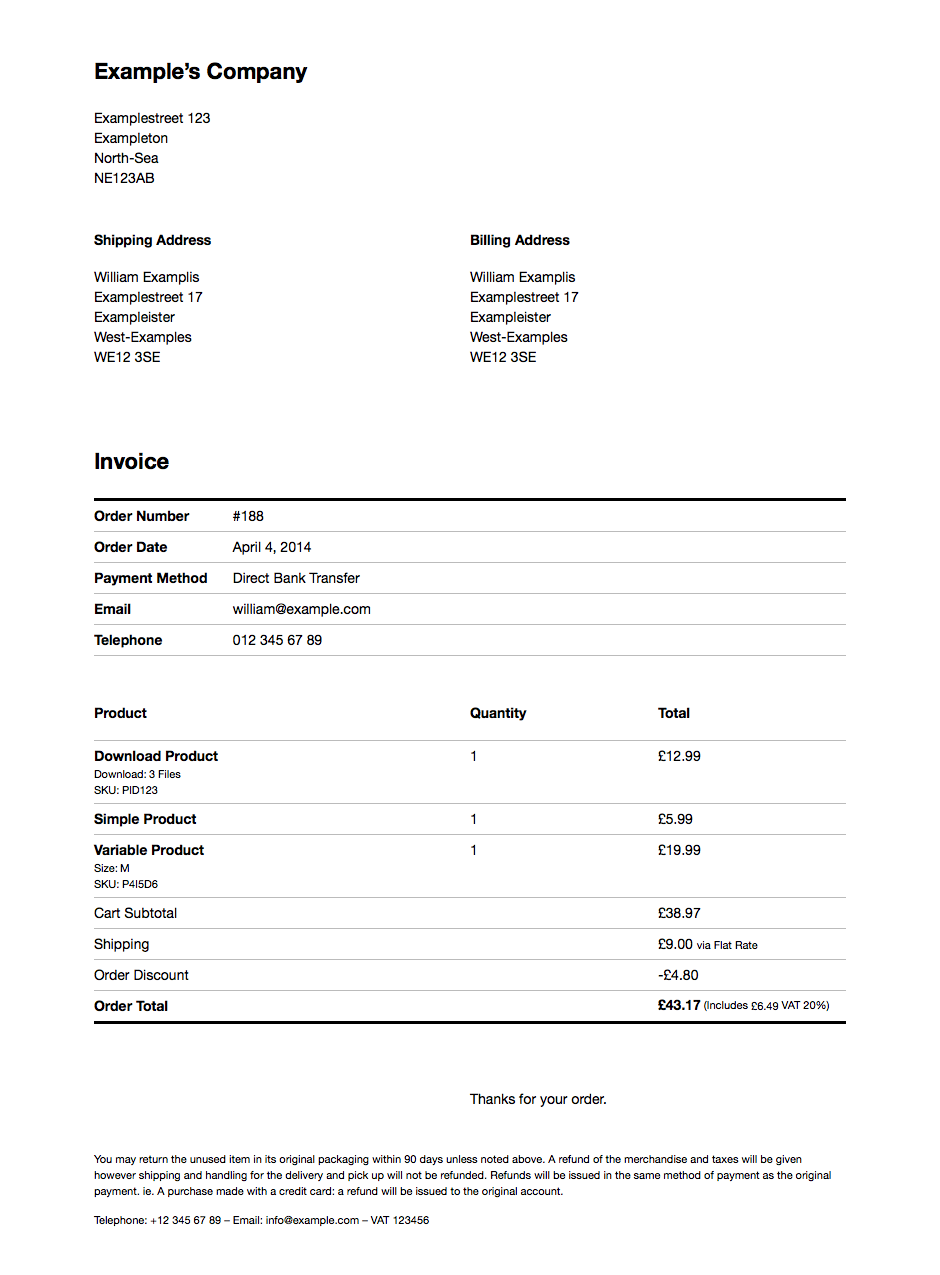 Example’s Company
Examplestreet 123
Exampleton
North-Sea
NE123AB
Shipping Address
William Examplis
Examplestreet 17
Exampleister
West-Examples
WE12 3SE
Billing Address
William Examplis
Examplestreet 17
Exampleister
West-Examples
WE12 3SE
Invoice
Order Number #188
Order Date April 4, 2014
Payment Method Direct Bank Transfer
Email william@example.com
Telephone 012 345 67 89
Product Quantity Total
Download Product 1 £12.99
Download: 3 Files
SKU: PID123
Simple Product 1 £5.99
Variable Product 1 £19.99
Size: M
SKU: P4I5D6
Cart Subtotal £38.97
Shipping £9.00 via Flat Rate
Order Discount -£4.80
Order Total £43.17 (Includes £6.49 VAT 20%)
Thanks for your order.
You may return the unused item in its original packaging within 90 days unless noted above. A refund of the merchandise and taxes will be given
however shipping and handling for the delivery and pick up will not be refunded. Refunds will be issued in the same method of payment as the original
payment. ie. A purchase made with a credit card: a refund will be issued to the original account.
Telephone: +12 345 67 89 – Email: info@example.com – VAT 123456